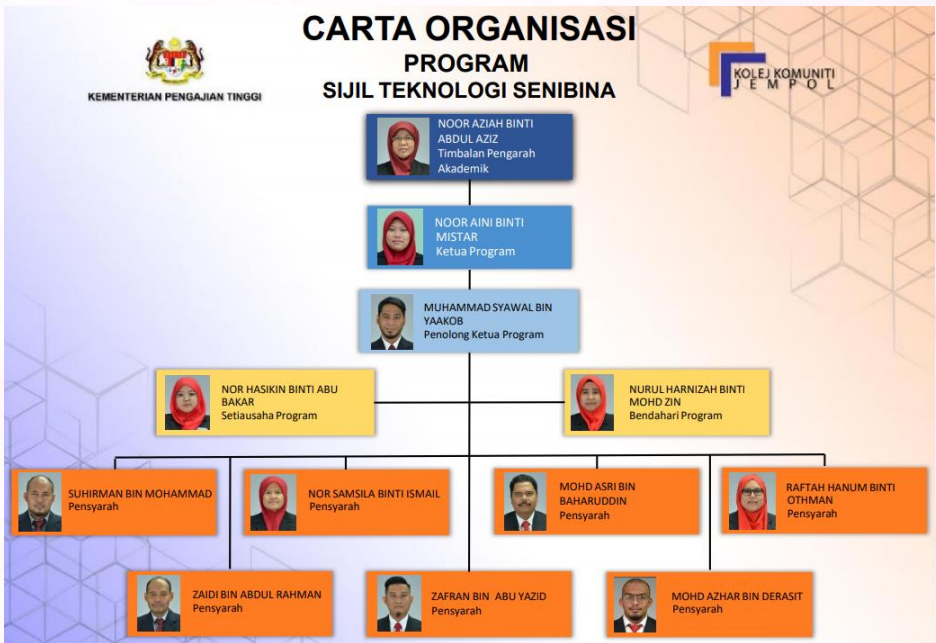 CARTA ORGANISASI
PROGRAM
SIJIL TEKNOLOGI SENIBINA
KEMENTERIAN PENGAJIAN TINGGI
KOLEJ KOMUNITI
JEMPOL
NOOR AZIAH BINTI
ABDUL AZIZ
Timbalan Pengarah
Akademik
NOOR AINI BINTI
MISTAR
Ketua Program
MUHAMMAD SYAWAL BIN
YAAKOB
Penolong Ketua Program
NOR HASIKIN BINTI ABU
BAKAR
Setiausaha Program
NURUL HARNIZAH BINTI
MOHD ZIN
Bendahari Program
SUHIRMAN BIN MOHAMMAD
Pensyarah
NOR SAMSILA BINTI ISMAIL
Pensyarah
MOHD ASRI BIN
BAHARUDDIN
Pensyarah
RAFTAH HANUM BINTI
OTHMAN
Pensyarah
ZAIDI BIN ABDUL RAHMAN
Pensyarah
ZAFRAN BIN ABU YAZID
Pensyarah
MOHD AZHAR BIN DERASIT
Pensyarah